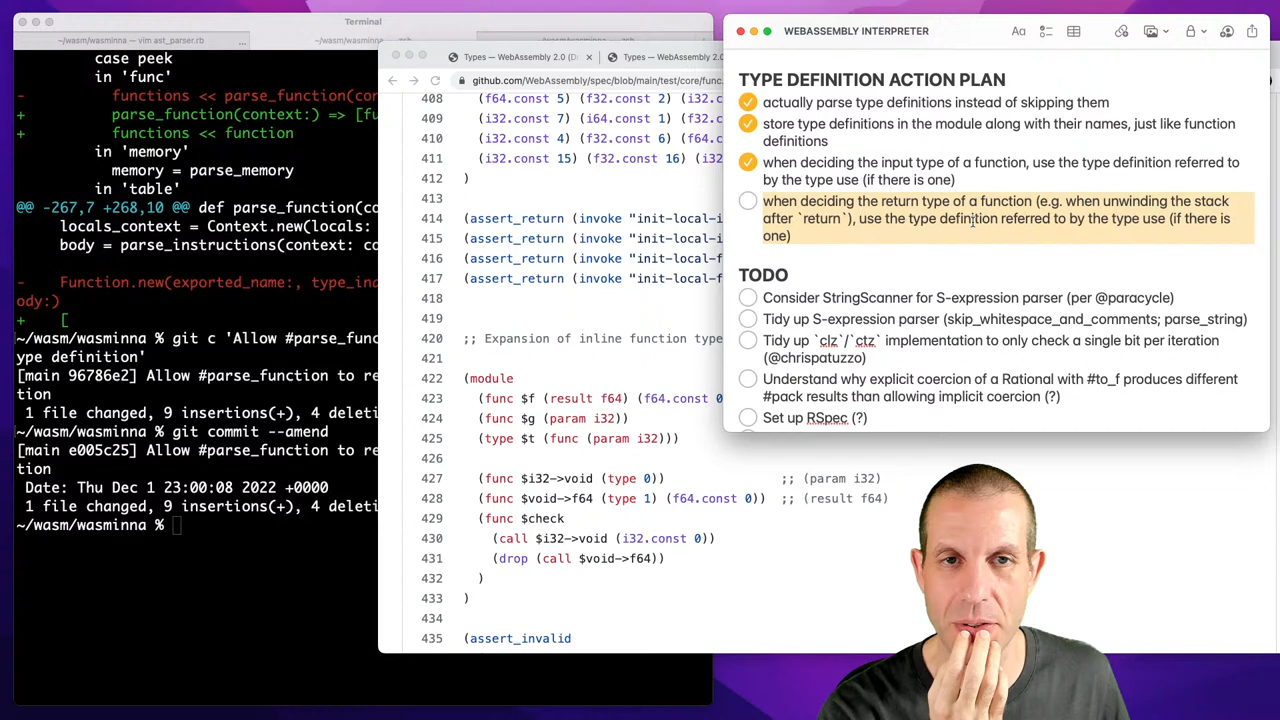 Terminal
~/wasm/wasminna — vim ast_parser.rb
...
case peek
in 'func'
- functions << parse_function(co
+ parse_function(context:) => [fu
+ functions << function
in 'memory'
memory = parse_memory
in 'table'
@@ -267,7 +268,10 @@ def parse_func
locals_context = Context.new(locals:
body = parse_instructions(context: co
- Function.new(exported_name:, type_in
ody:)
+ [
~/wasm/wasminna % git c 'Allow #parse_func
ype definition'
[main 96786e2] Allow #parse_function to re
tion
1 file changed, 9 insertions(+), 4 deleti
~/wasm/wasminna % git commit --amend
[main e005c25] Allow #parse_function to re
tion
Date: Thu Dec 1 23:00:08 2022 +0000
1 file changed, 9 insertions(+), 4 deleti
~/wasm/wasminna %
Types — WebAssembly 2.0 (Dr
Types — WebAssembly 2.0
github.com/WebAssembly/spec/blob/main/test/core/func.
408 (f64.const 5) (f32.const 2) (i32
409 (i32.const 7) (i64.const 1) (f32
410 (i32.const 4) (f32.const 6) (i32
411 (i32.const 15) (f32.const 16)
412 )
413
414 (assert_return (invoke "init-local-i
415 (assert_return (invoke "init-local-i
416 (assert_return (invoke "init-local-f
417 (assert_return (invoke "init-local-f
418
419
420 ;; Expansion of inline function type
421
422 (module
423 (func $f (result f64) (f64.const 0
424 (func $g (param i32))
425 (type $t (func (param i32)))
426
427 (func $i32->void (type 0)) ;; (param i32)
428 (func $void->f64 (type 1) (f64.const 0)) ;; (result f64)
429 (func $check
430 (call $i32->void (i32.const 0))
431 (drop (call $void->f64))
432 )
433 )
434
435 (assert_invalid
WEBASSEMBLY INTERPRETER
Aa
TYPE DEFINITION ACTION PLAN
actually parse type definitions instead of skipping them
store type definitions in the module along with their names, just like function
definitions
when deciding the input type of a function, use the type definition referred to
by the type use (if there is one)
when deciding the return type of a function (e.g. when unwinding the stack
after `return`), use the type definition referred to by the type use (if there is
one)
TODO
Consider StringScanner for S-expression parser (per @paracycle)
Tidy up S-expression parser (skip_whitespace_and_comments; parse_string)
Tidy up `clz`/`ctz` implementation to only check a single bit per iteration
(@chrispatuzzo)
Understand why explicit coercion of a Rational with #to_f produces different
#pack results than allowing implicit coercion (?)
Set up RSpec (?)